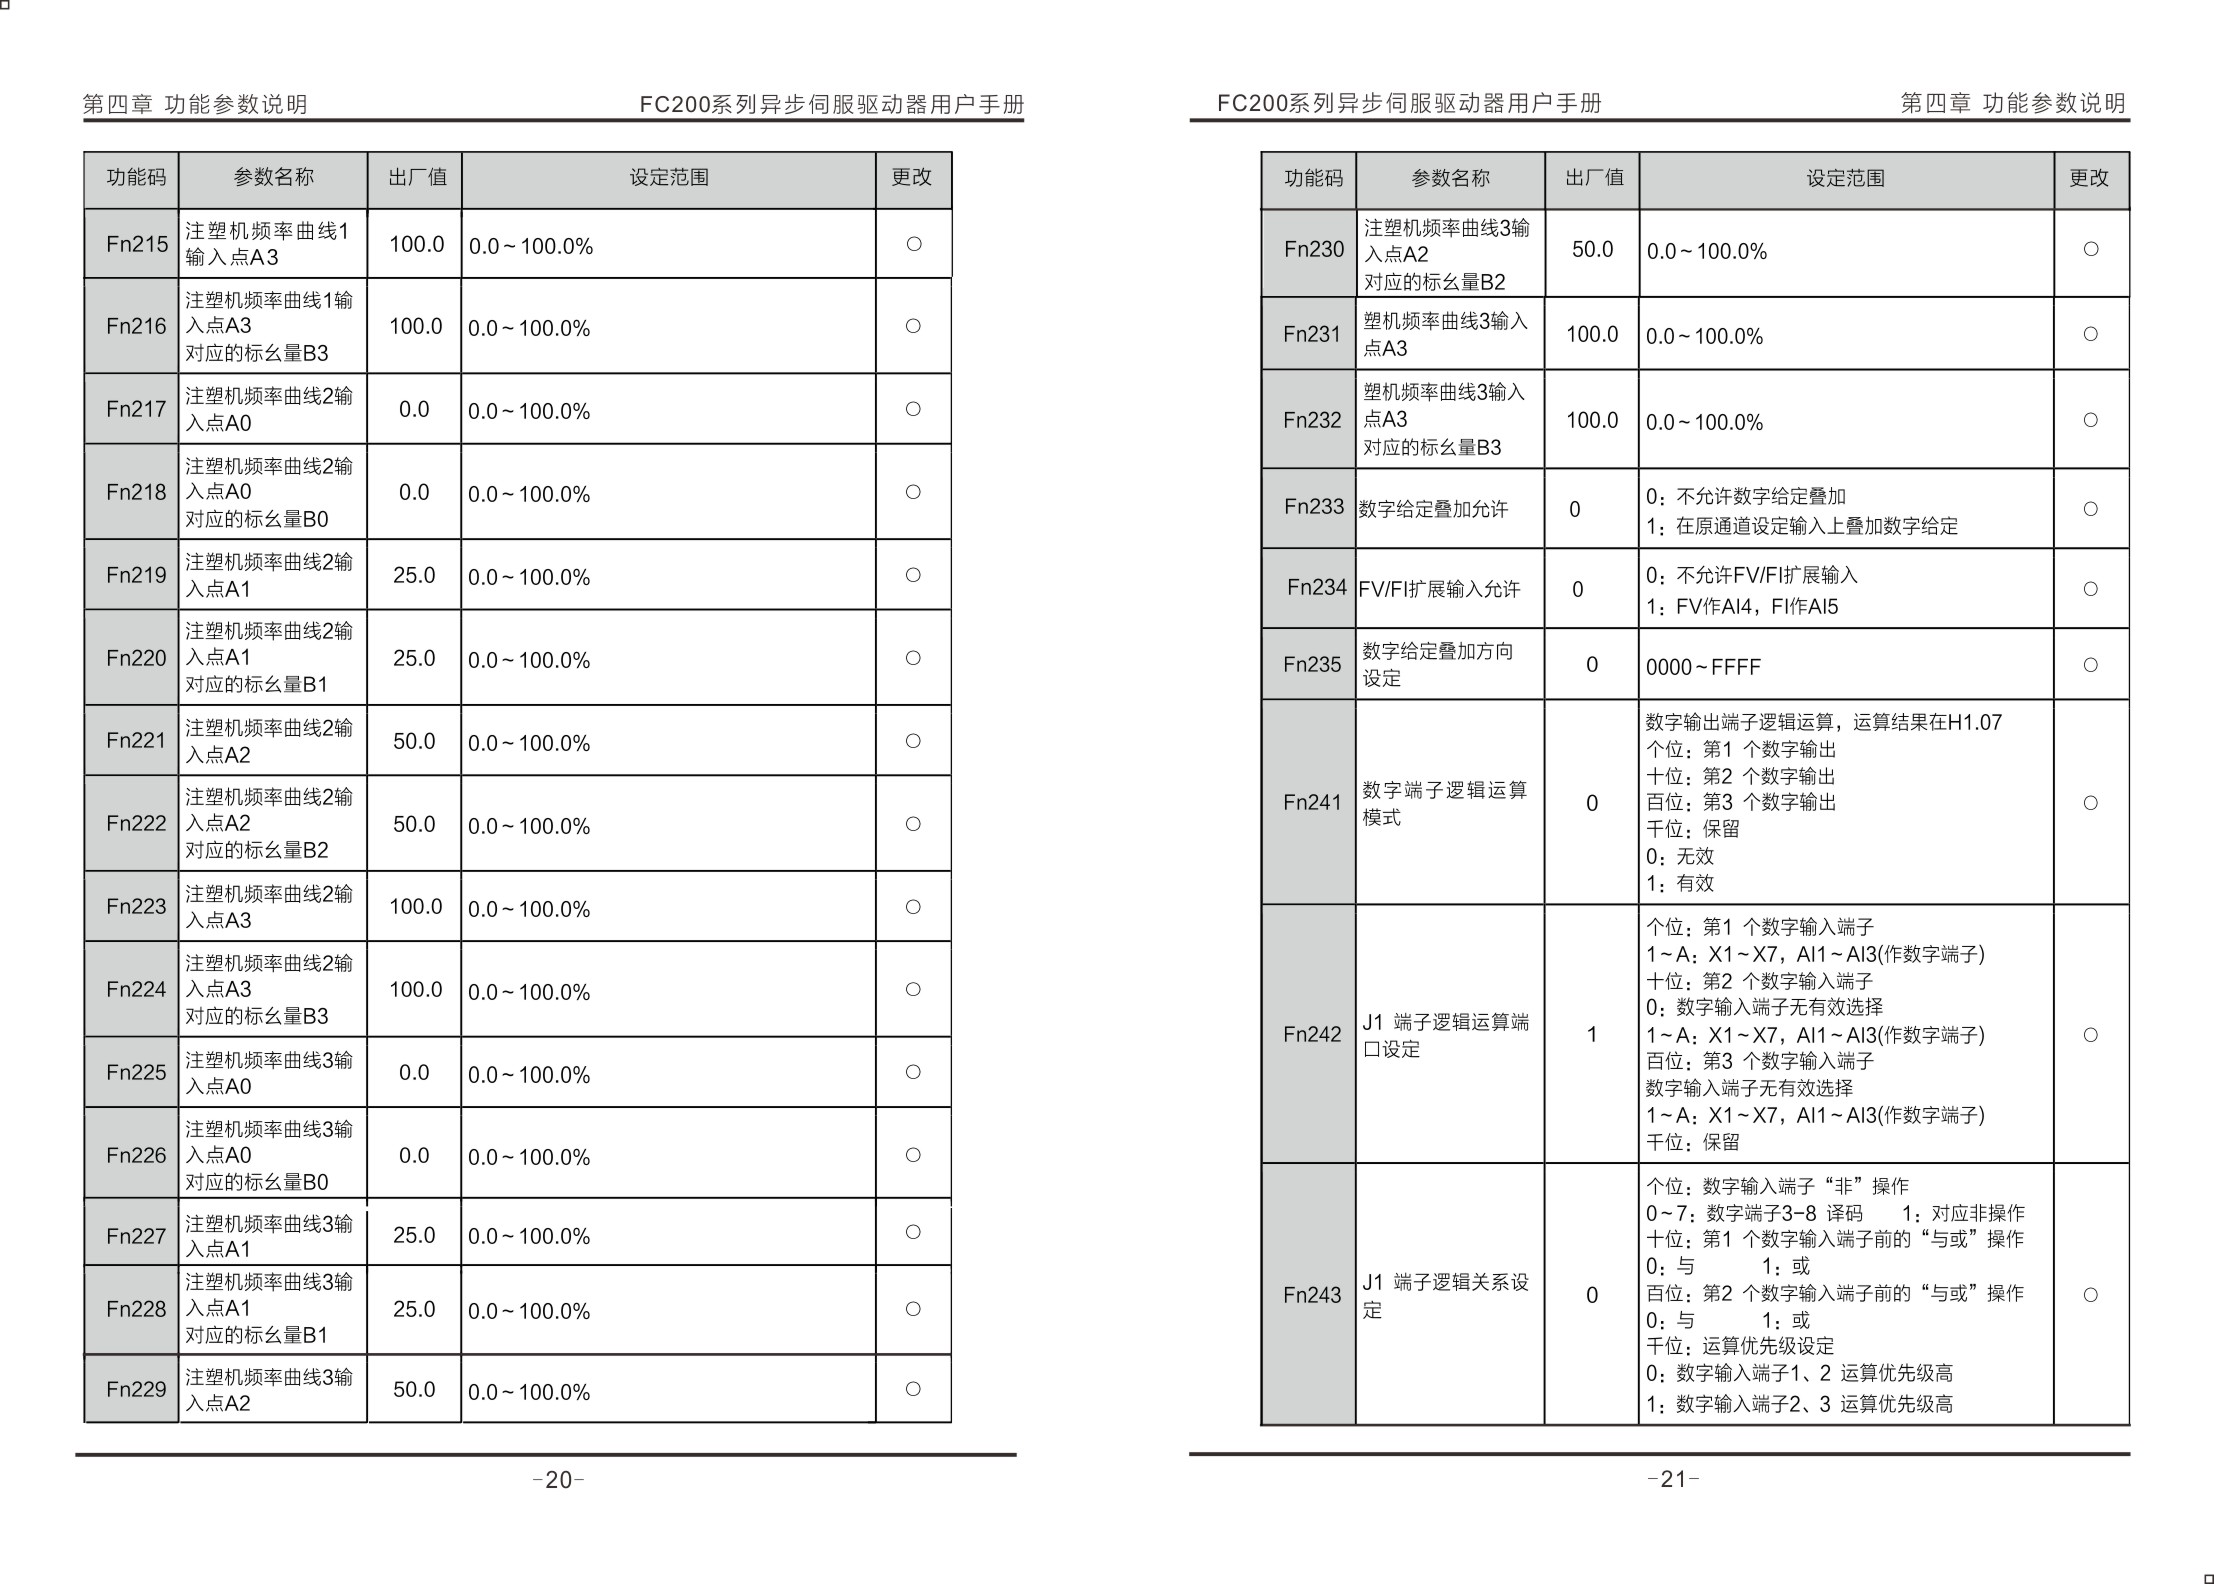 第四章 功能参数说明
FC200系列异步伺服驱动器用户手册
功能码 参数名称 出厂值 设定范围 更改
Fn215 注塑机频率曲线1
输入点A3 100.0 0.0~100.0% ○
Fn216 注塑机频率曲线1输
入点A3
对应的标幺量B3 100.0 0.0~100.0% ○
Fn217 注塑机频率曲线2输
入点A0 0.0 0.0~100.0% ○
Fn218 注塑机频率曲线2输
入点A0
对应的标幺量B0 0.0 0.0~100.0% ○
Fn219 注塑机频率曲线2输
入点A1 25.0 0.0~100.0% ○
Fn220 注塑机频率曲线2输
入点A1
对应的标幺量B1 25.0 0.0~100.0% ○
Fn221 注塑机频率曲线2输
入点A2 50.0 0.0~100.0% ○
Fn222 注塑机频率曲线2输
入点A2
对应的标幺量B2 50.0 0.0~100.0% ○
Fn223 注塑机频率曲线2输
入点A3 100.0 0.0~100.0% ○
Fn224 注塑机频率曲线2输
入点A3
对应的标幺量B3 100.0 0.0~100.0% ○
Fn225 注塑机频率曲线3输
入点A0 0.0 0.0~100.0% ○
Fn226 注塑机频率曲线3输
入点A0
对应的标幺量B0 0.0 0.0~100.0% ○
Fn227 注塑机频率曲线3输
入点A1 25.0 0.0~100.0% ○
Fn228 注塑机频率曲线3输
入点A1
对应的标幺量B1 25.0 0.0~100.0% ○
Fn229 注塑机频率曲线3输
入点A2 50.0 0.0~100.0% ○
-20-
FC200系列异步伺服驱动器用户手册
第四章 功能参数说明
功能码 参数名称 出厂值 设定范围 更改
Fn230 注塑机频率曲线3输
入点A2
对应的标幺量B2 50.0 0.0~100.0% ○
Fn231 塑机频率曲线3输入
点A3 100.0 0.0~100.0% ○
Fn232 塑机频率曲线3输入
点A3
对应的标幺量B3 100.0 0.0~100.0% ○
Fn233 数字给定叠加允许 0 0：不允许数字给定叠加
1：在原通道设定输入上叠加数字给定 ○
Fn234 FV/FI扩展输入允许 0 0：不允许FV/FI扩展输入
1：FV作AI4，FI作AI5 ○
Fn235 数字给定叠加方向
设定 0 0000~FFFF ○
Fn241 数字端子逻辑运算
模式 0 数字输出端子逻辑运算，运算结果在H1.07
个位：第1 个数字输出
十位：第2 个数字输出
百位：第3 个数字输出
千位：保留
0：无效
1：有效 ○
Fn242 J1 端子逻辑运算端
口设定 1 个位：第1 个数字输入端子
1~A：X1~X7，AI1~AI3(作数字端子)
十位：第2 个数字输入端子
0：数字输入端子无有效选择
1~A：X1~X7，AI1~AI3(作数字端子)
百位：第3 个数字输入端子
数字输入端子无有效选择
1~A：X1~X7，AI1~AI3(作数字端子)
千位：保留 ○
Fn243 J1 端子逻辑关系设
定 0 个位：数字输入端子“非”操作
0~7：数字端子3-8 译码 1：对应非操作
十位：第1 个数字输入端子前的“与或”操作
0：与 1：或
百位：第2 个数字输入端子前的“与或”操作
0：与 1：或
千位：运算优先级设定
0：数字输入端子1、2 运算优先级高
1：数字输入端子2、3 运算优先级高 ○
-21-